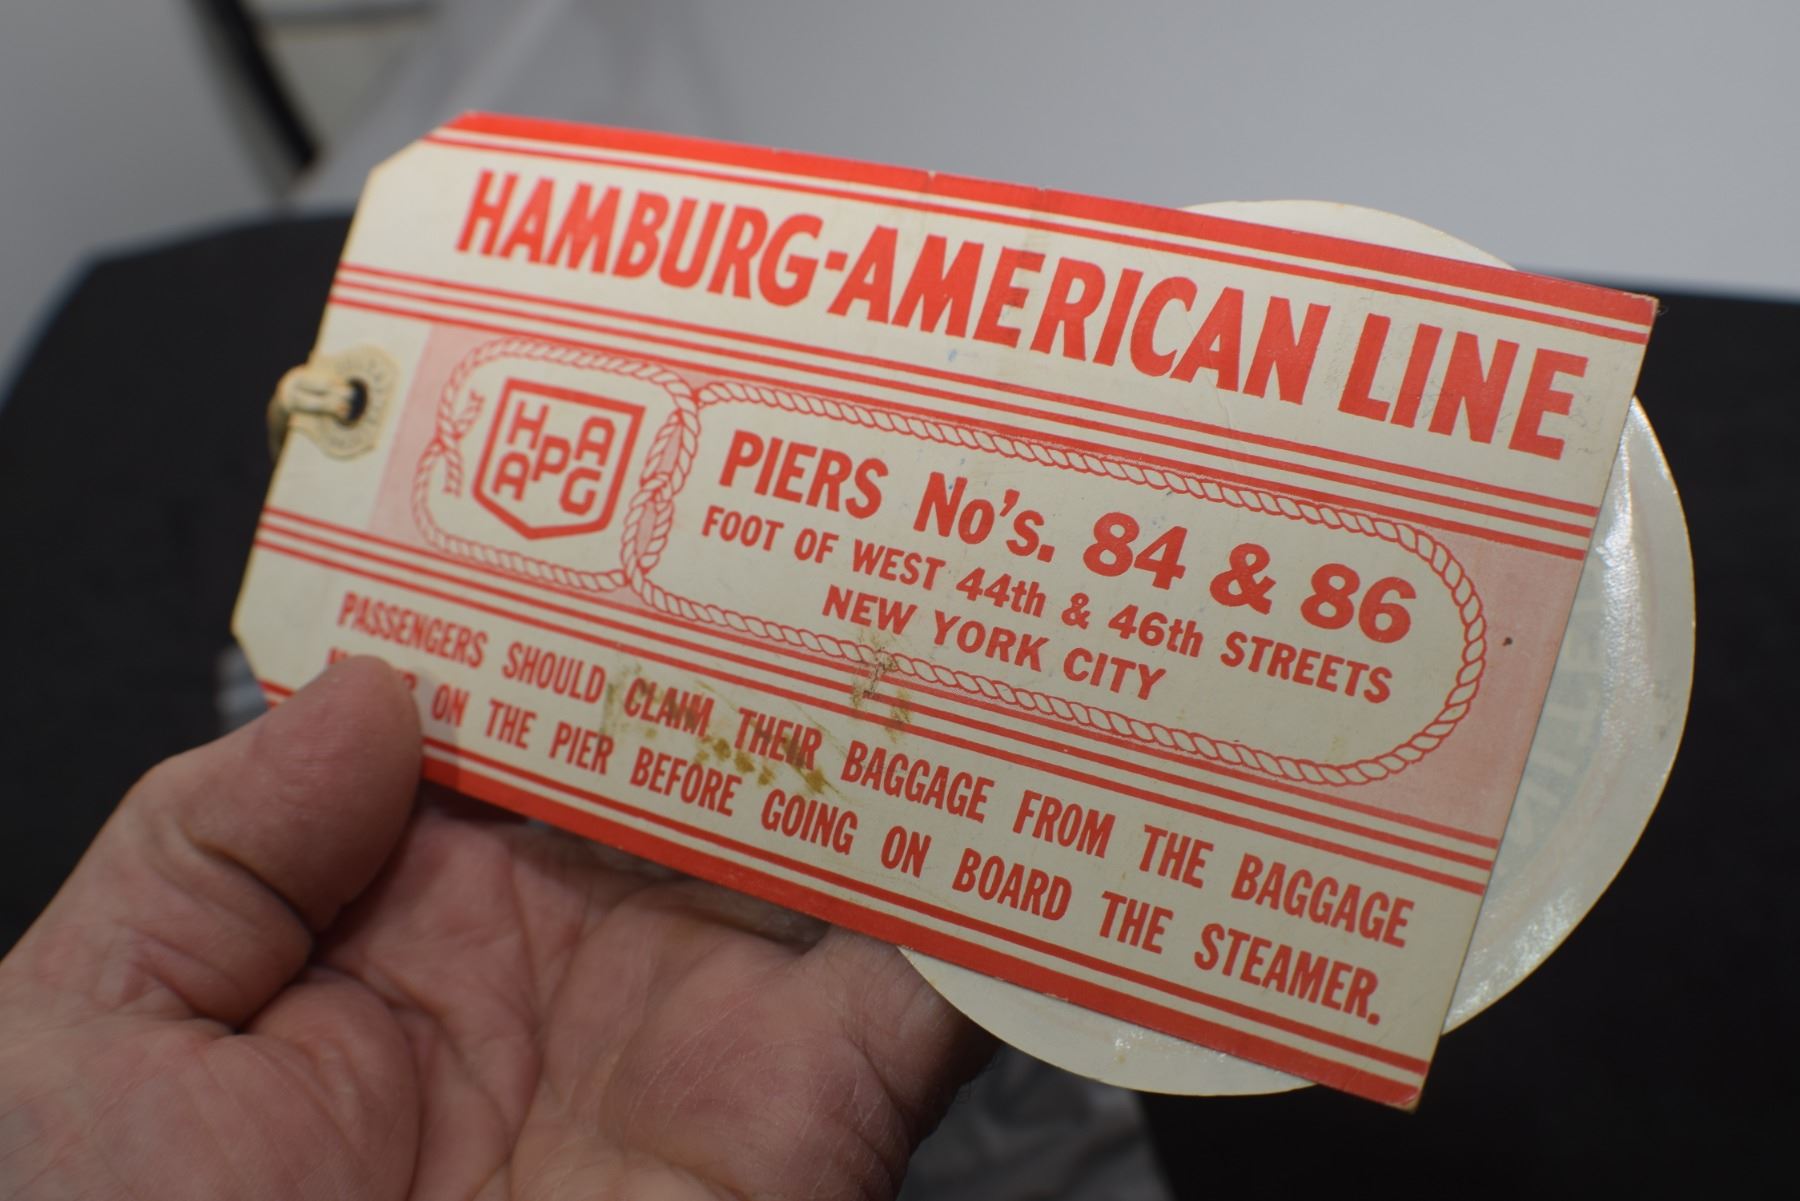 HAMBURG-AMERICAN LINE
HAPAG
PIERS No's. 84 & 86
FOOT OF WEST 44th & 46th STREETS
NEW YORK CITY
PASSENGERS SHOULD CLAIM THEIR BAGGAGE FROM THE BAGGAGE
ON THE PIER BEFORE GOING ON BOARD THE STEAMER.